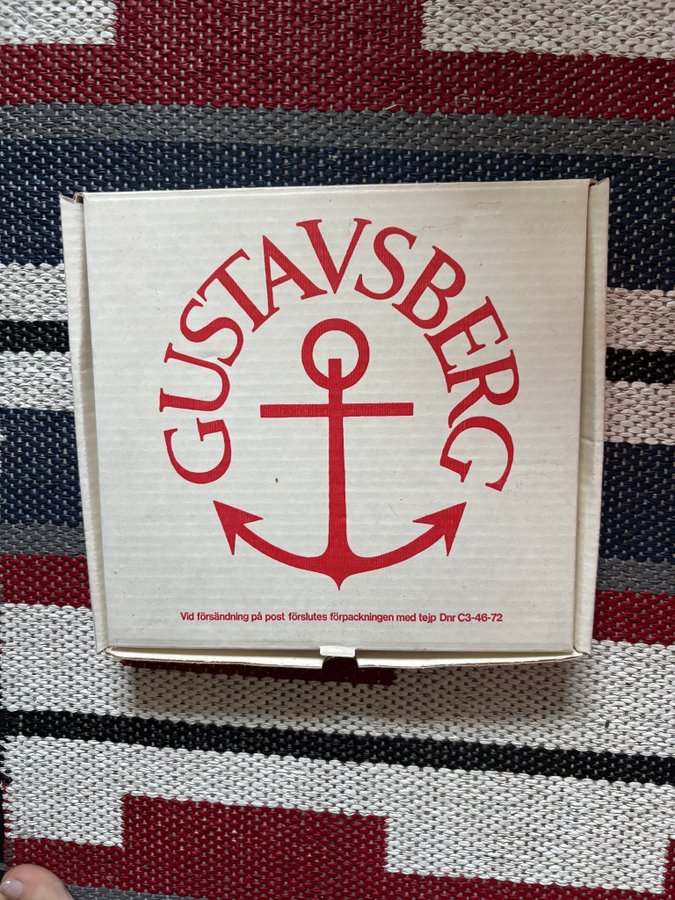 GUSTAVSBERG
Vid försändning på post förslutes förpackningen med tejp Dnr C3-46-72